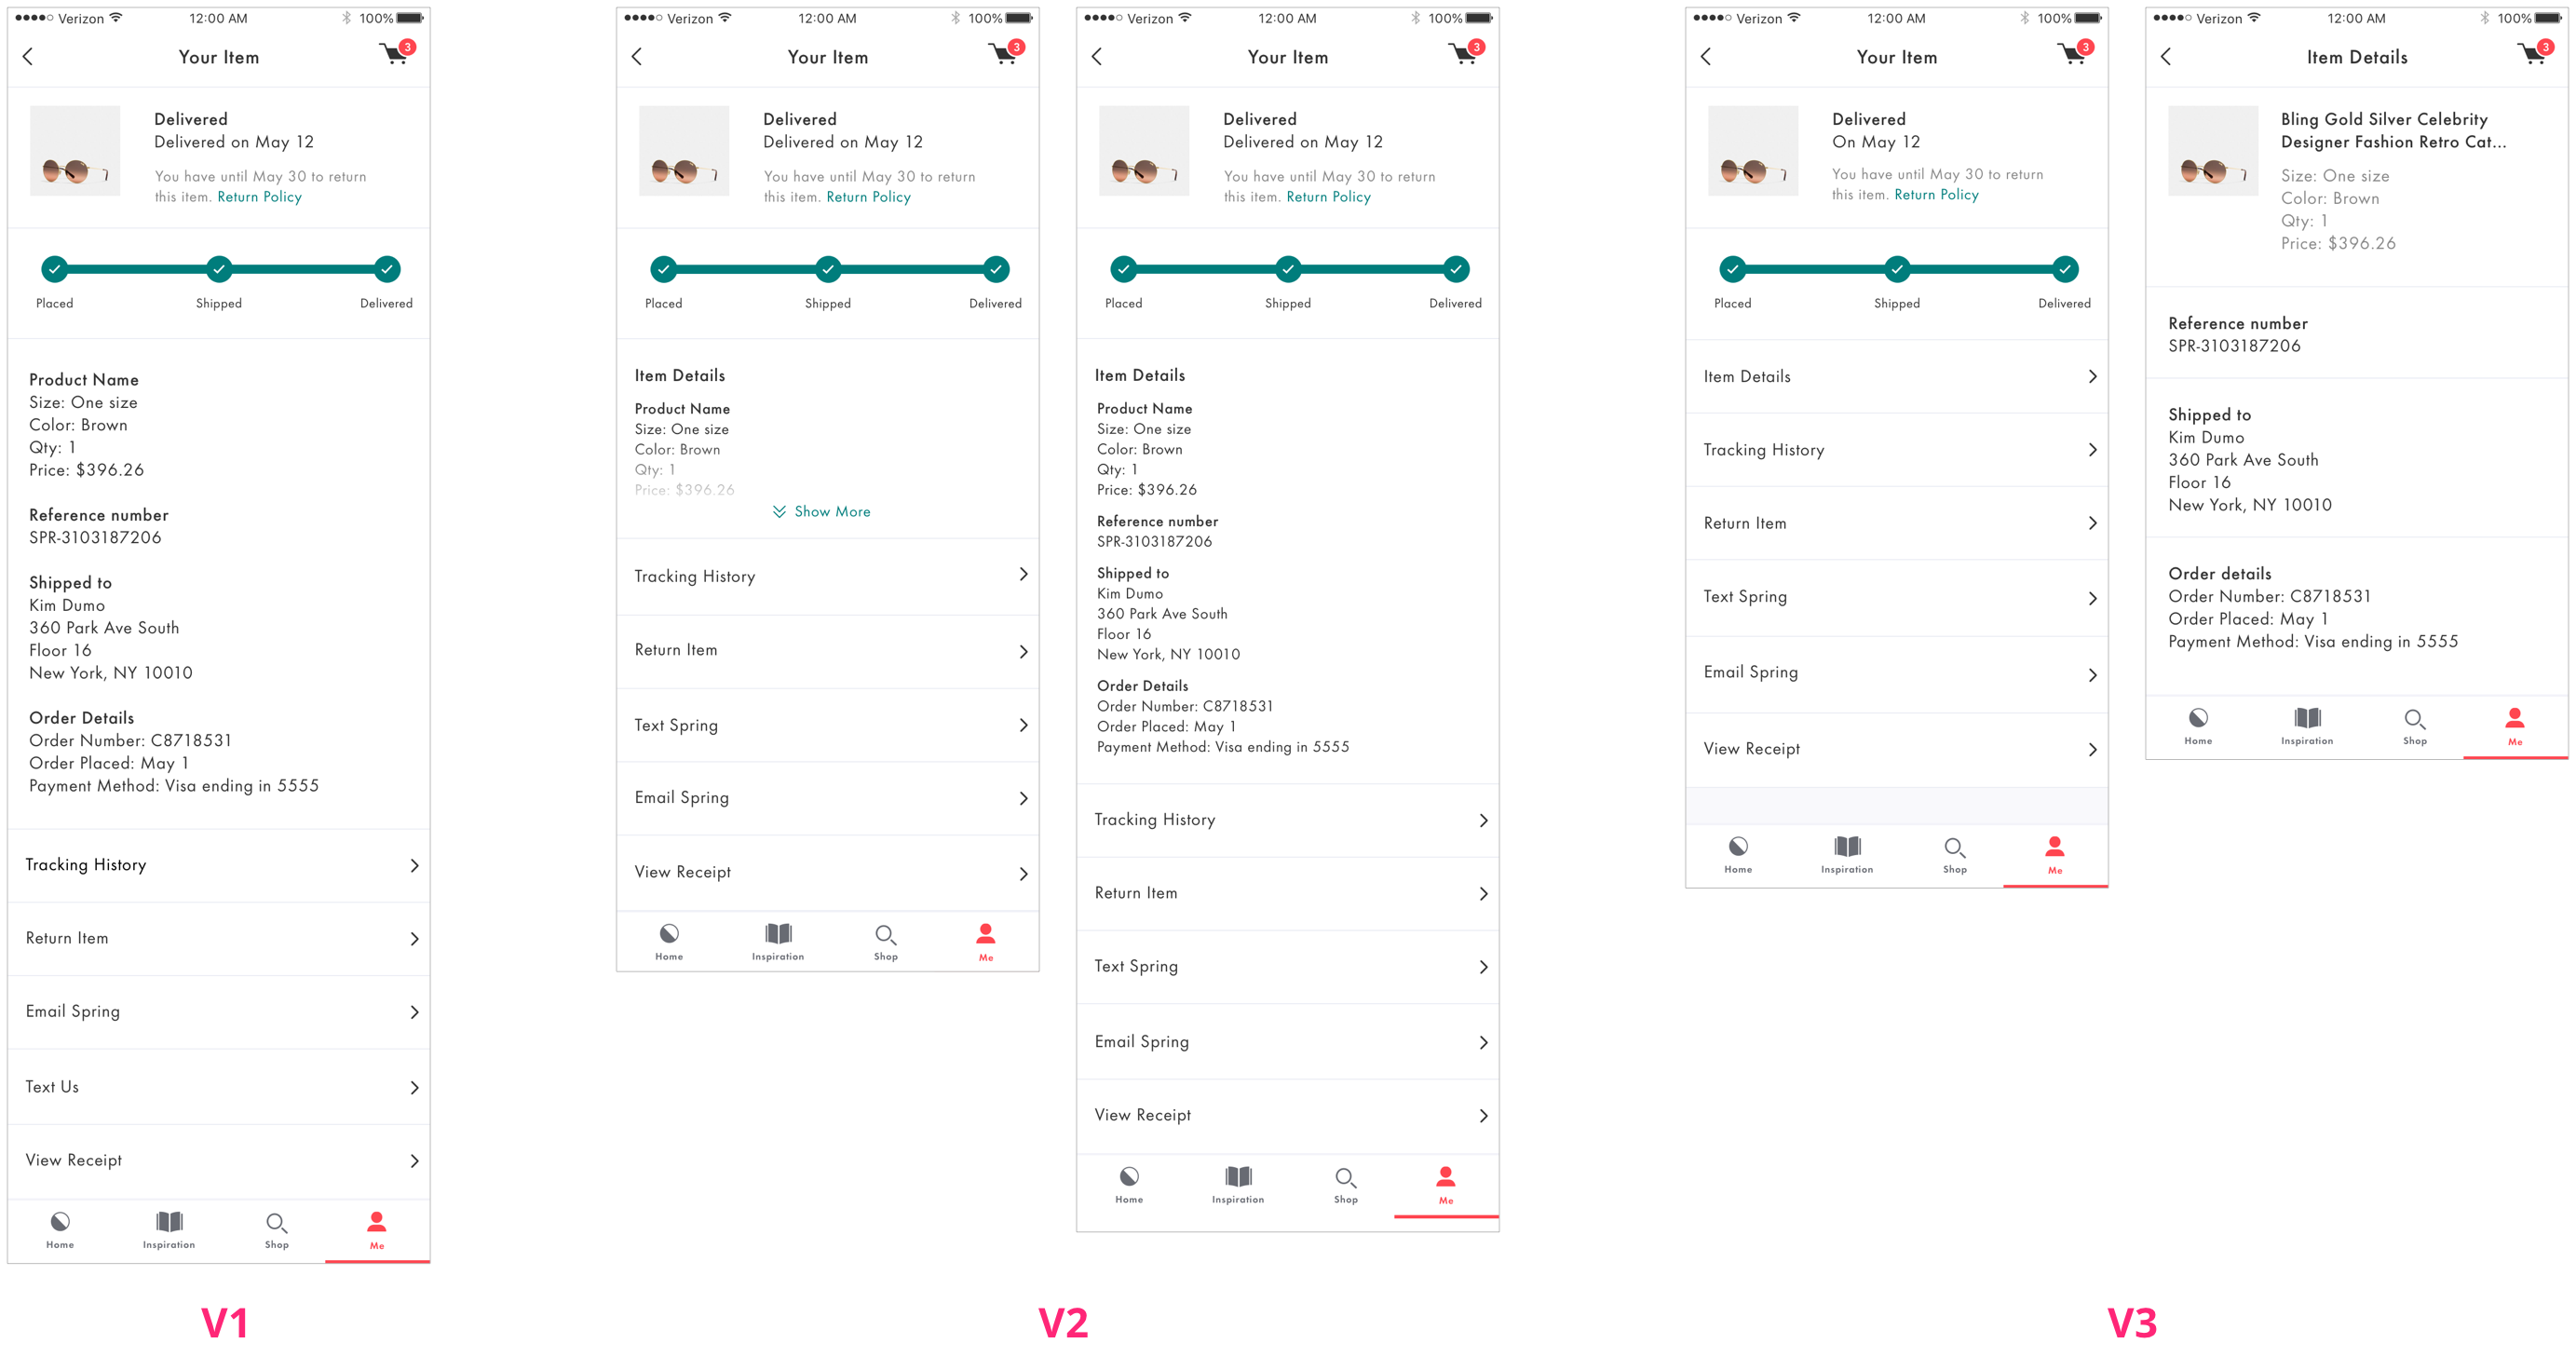 Verizon 12:00 AM 100%
Your Item 3
Delivered
Delivered on May 12
You have until May 30 to return
this item. Return Policy
Placed Shipped Delivered
Product Name
Size: One size
Color: Brown
Qty: 1
Price: $396.26
Reference number
SPR-3103187206
Shipped to
Kim Dumo
360 Park Ave South
Floor 16
New York, NY 10010
Order Details
Order Number: C8718531
Order Placed: May 1
Payment Method: Visa ending in 5555
Tracking History
Return Item
Email Spring
Text Us
View Receipt
Home Inspiration Shop Me
V1
Verizon 12:00 AM 100%
Your Item 3
Delivered
Delivered on May 12
You have until May 30 to return
this item. Return Policy
Placed Shipped Delivered
Item Details
Product Name
Size: One size
Color: Brown
Qty: 1
Price: $396.26
Show More
Tracking History
Return Item
Text Spring
Email Spring
View Receipt
Home Inspiration Shop Me
Verizon 12:00 AM 100%
Your Item 3
Delivered
Delivered on May 12
You have until May 30 to return
this item. Return Policy
Placed Shipped Delivered
Item Details
Product Name
Size: One size
Color: Brown
Qty: 1
Price: $396.26
Reference number
SPR-3103187206
Shipped to
Kim Dumo
360 Park Ave South
Floor 16
New York, NY 10010
Order Details
Order Number: C8718531
Order Placed: May 1
Payment Method: Visa ending in 5555
Tracking History
Return Item
Text Spring
Email Spring
View Receipt
Home Inspiration Shop Me
V2
Verizon 12:00 AM 100%
Your Item 3
Delivered
On May 12
You have until May 30 to return
this item. Return Policy
Placed Shipped Delivered
Item Details
Tracking History
Return Item
Text Spring
Email Spring
View Receipt
Home Inspiration Shop Me
Verizon 12:00 AM 100%
Item Details 3
Bling Gold Silver Celebrity
Designer Fashion Retro Cat...
Size: One size
Color: Brown
Qty: 1
Price: $396.26
Reference number
SPR-3103187206
Shipped to
Kim Dumo
360 Park Ave South
Floor 16
New York, NY 10010
Order details
Order Number: C8718531
Order Placed: May 1
Payment Method: Visa ending in 5555
Home Inspiration Shop Me
V3